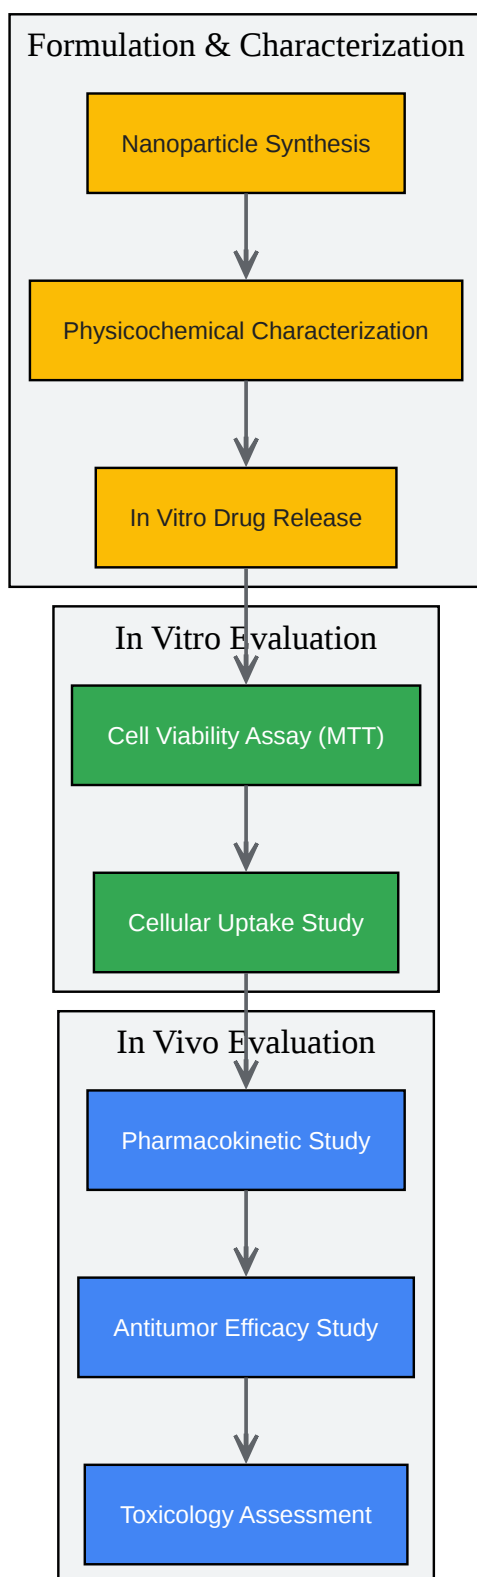 Formulation & Characterization
Nanoparticle Synthesis
Physicochemical Characterization
In Vitro Drug Release
In Vitro Evaluation
Cell Viability Assay (MTT)
Cellular Uptake Study
In Vivo Evaluation
Pharmacokinetic Study
Antitumor Efficacy Study
Toxicology Assessment